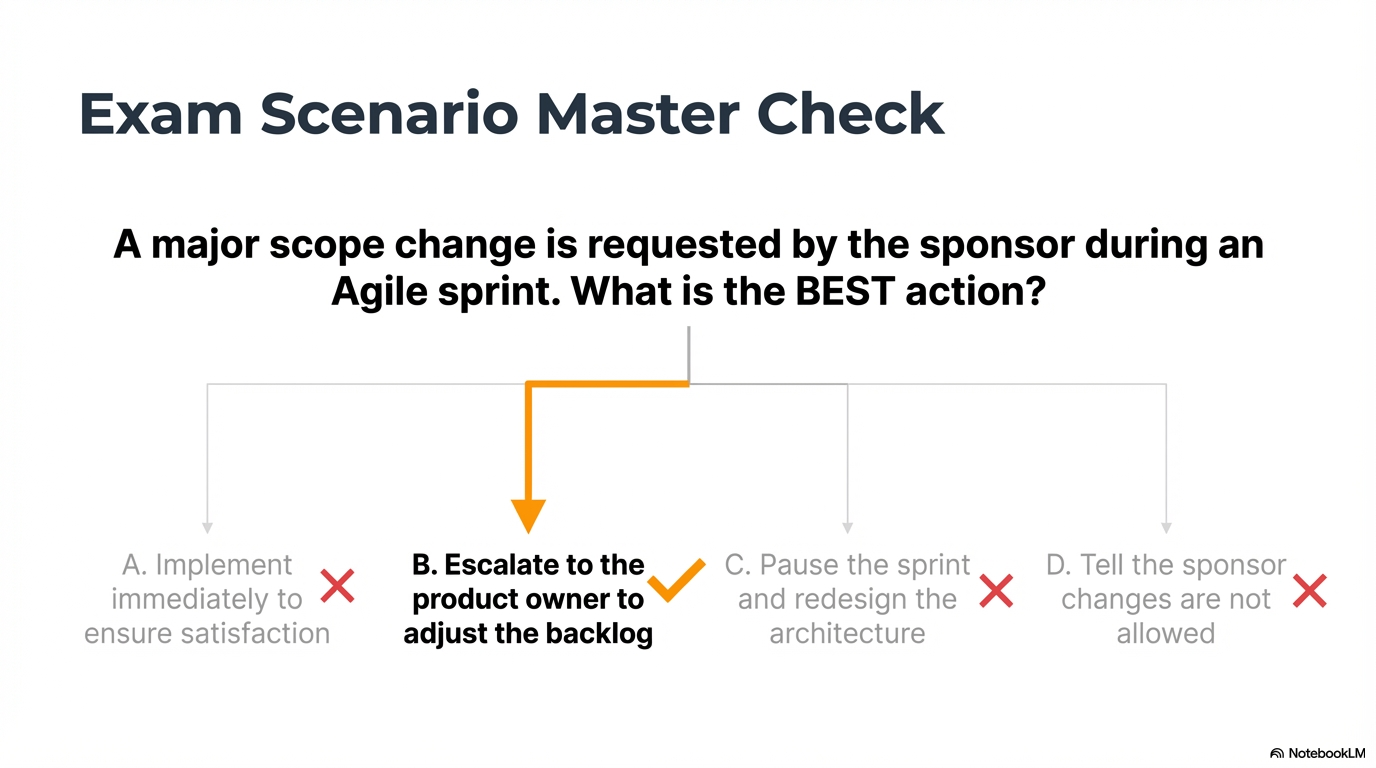 Exam Scenario Master Check
A major scope change is requested by the sponsor during an
Agile sprint. What is the BEST action?
A. Implement
immediately to
ensure satisfaction
B. Escalate to the
product owner to
adjust the backlog
C. Pause the sprint
and redesign the
architecture
D. Tell the sponsor
changes are not
allowed
NotebookLM